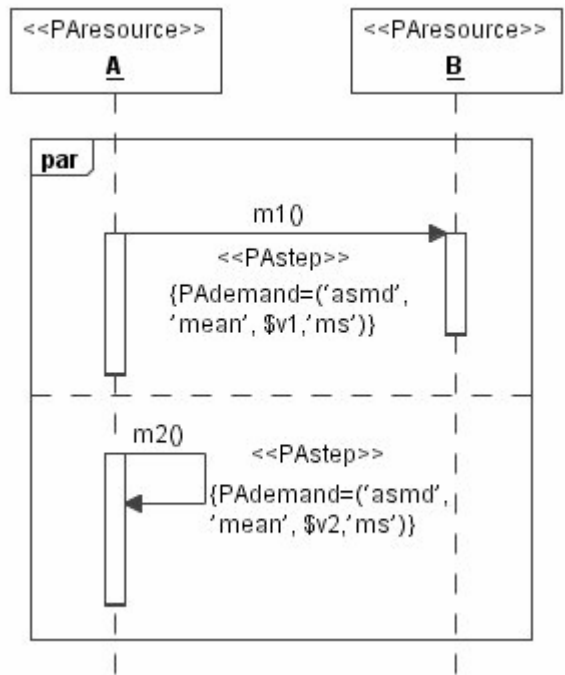 <<PAresource>>
A
<<PAresource>>
B
par
m1()
<<PAstep>>
{PAdemand=(‘asmd’,
’mean’, $v1,’ms’)}
m2()
<<PAstep>>
{PAdemand=(‘asmd’,
’mean’, $v2,’ms’)}